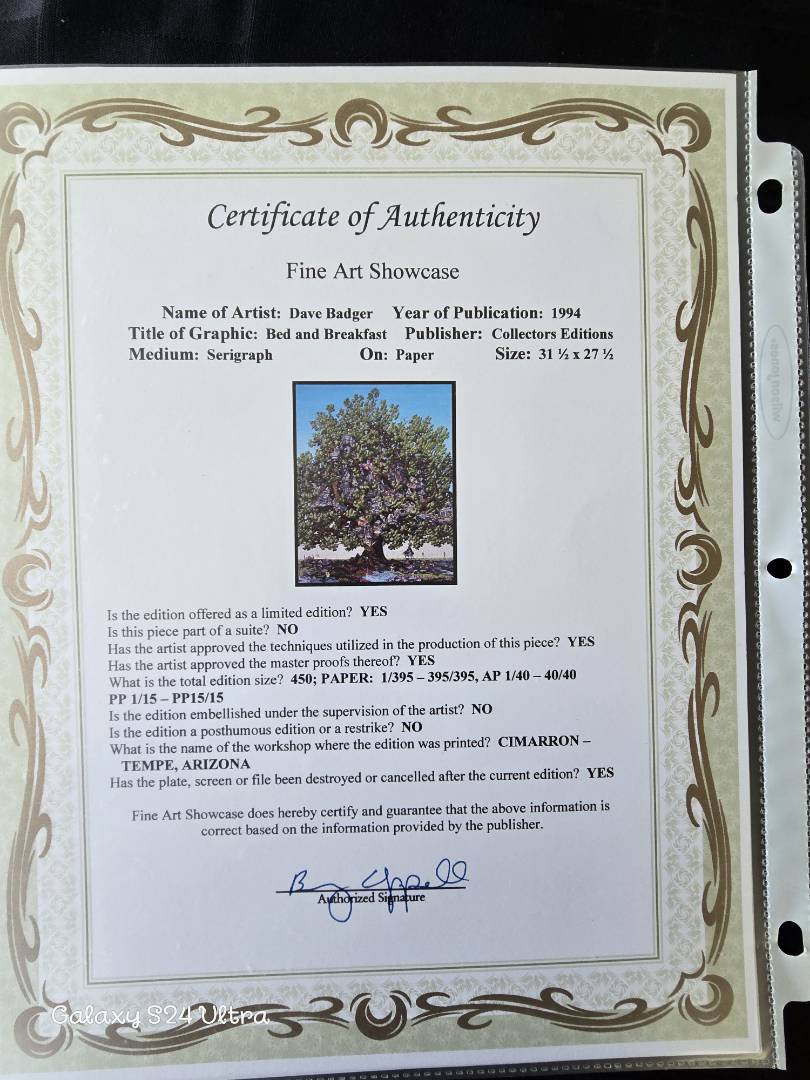 Certificate of Authenticity
Fine Art Showcase
Name of Artist: Dave Badger Year of Publication: 1994
Title of Graphic: Bed and Breakfast Publisher: Collectors Editions
Medium: Serigraph On: Paper Size: 31 ½ x 27 ½
Is the edition offered as a limited edition? YES
Is this piece part of a suite? NO
Has the artist approved the techniques utilized in the production of this piece? YES
Has the artist approved the master proofs thereof? YES
What is the total edition size? 450; PAPER: 1/395 – 395/395, AP 1/40 – 40/40
PP 1/15 – PP15/15
Is the edition embellished under the supervision of the artist? NO
Is the edition a posthumous edition or a restrike? NO
What is the name of the workshop where the edition was printed? CIMARRON –
TEMPE, ARIZONA
Has the plate, screen or file been destroyed or cancelled after the current edition? YES
Fine Art Showcase does hereby certify and guarantee that the above information is
correct based on the information provided by the publisher.
Authorized Signature
Galaxy S24 Ultra